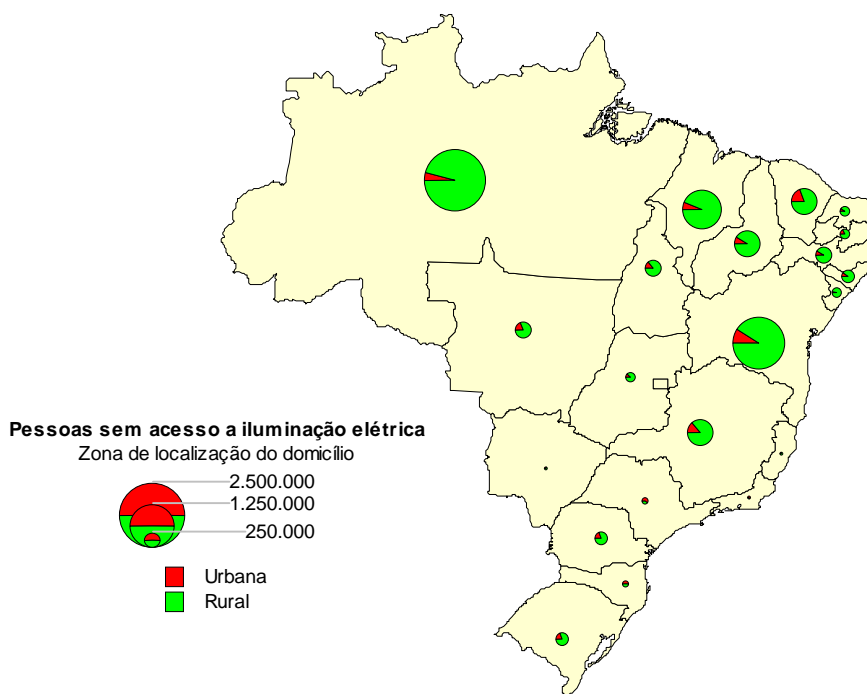 Pessoas sem acesso a iluminação elétrica
Zona de localização do domicílio
2.500.000
1.250.000
250.000
Urbana
Rural